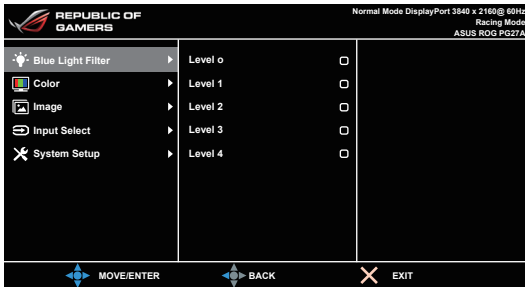 REPUBLIC OF
GAMERS
Normal Mode DisplayPort 3840 x 2160@ 60Hz
Racing Mode
ASUS ROG PG27A
Blue Light Filter
Color
Image
Input Select
System Setup
Level o
Level 1
Level 2
Level 3
Level 4
MOVE/ENTER
BACK
EXIT